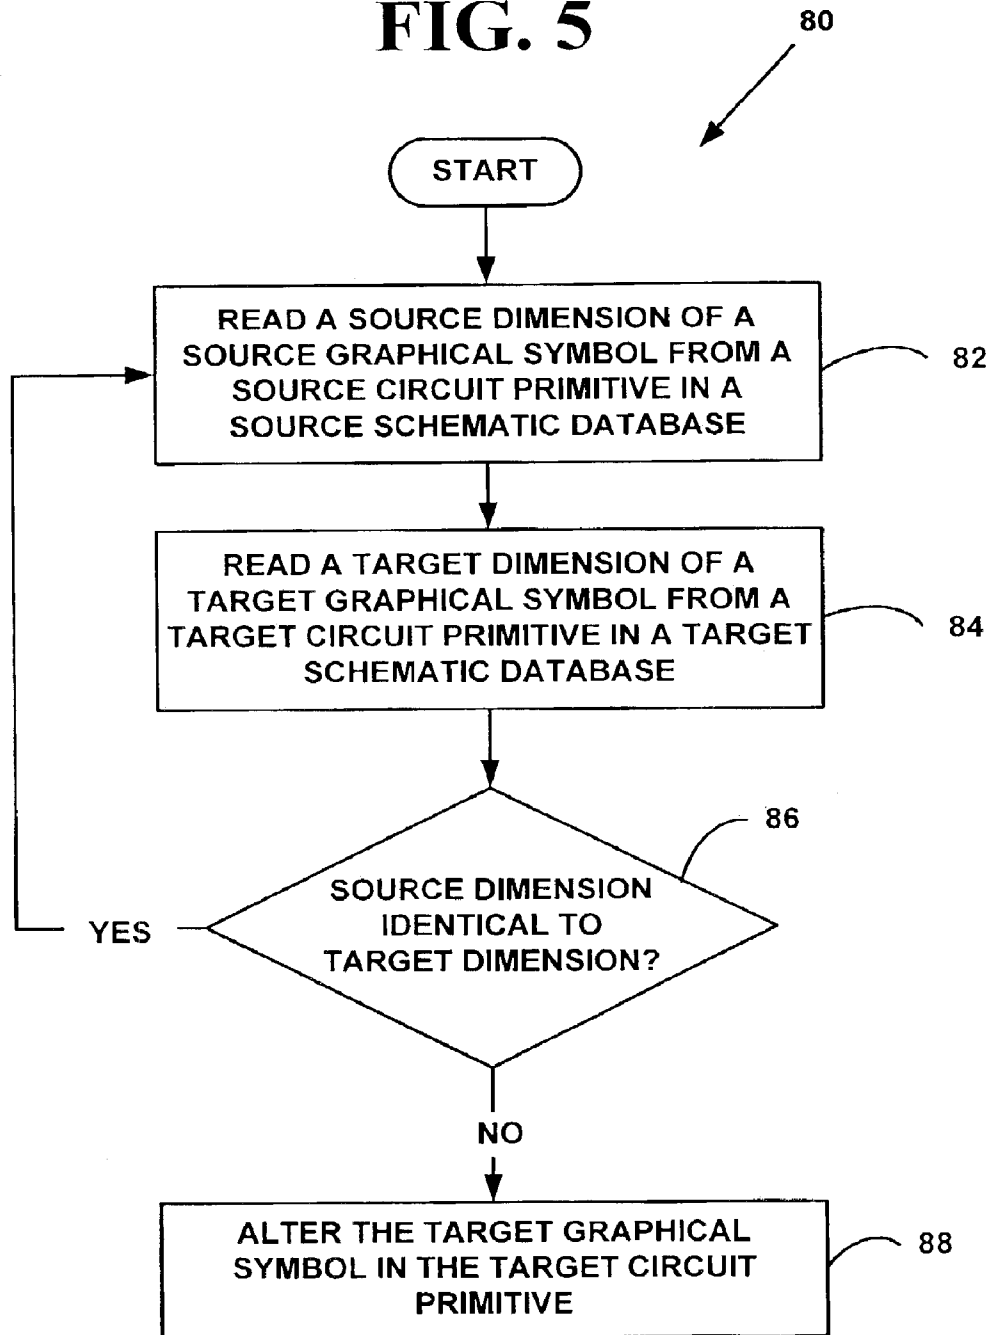 FIG. 5
80
START
READ A SOURCE DIMENSION OF A
SOURCE GRAPHICAL SYMBOL FROM A
SOURCE CIRCUIT PRIMITIVE IN A
SOURCE SCHEMATIC DATABASE
82
READ A TARGET DIMENSION OF A
TARGET GRAPHICAL SYMBOL FROM A
TARGET CIRCUIT PRIMITIVE IN A TARGET
SCHEMATIC DATABASE
84
86
SOURCE DIMENSION
IDENTICAL TO
TARGET DIMENSION?
YES
NO
ALTER THE TARGET GRAPHICAL
SYMBOL IN THE TARGET CIRCUIT
PRIMITIVE
88